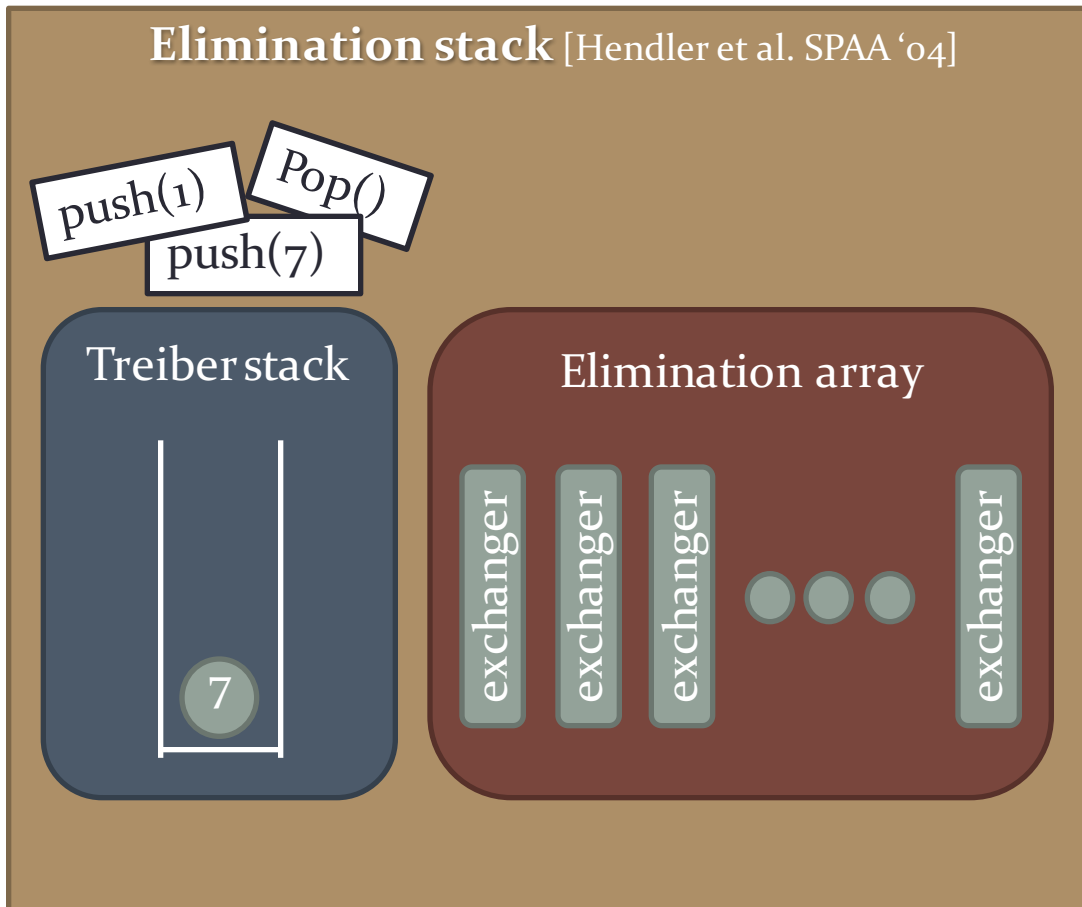 Elimination stack [Hendler et al. SPAA ‘04]
push(1)
Pop()
push(7)
Treiber stack
Elimination array
7
exchanger
exchanger
exchanger
exchanger